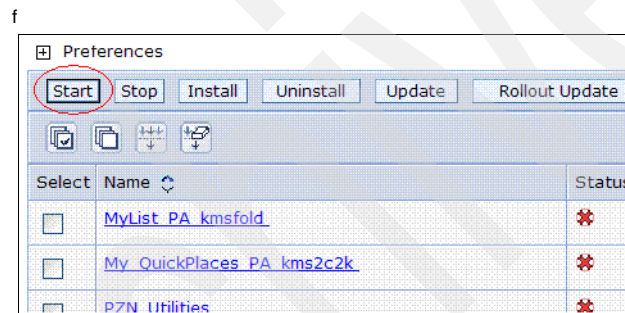 f
Preferences
Start Stop Install Uninstall Update Rollout Update
Select Name Status
MyList_PA_kmsfold
My_QuickPlaces_PA_kms2c2k
PZN_Utilities